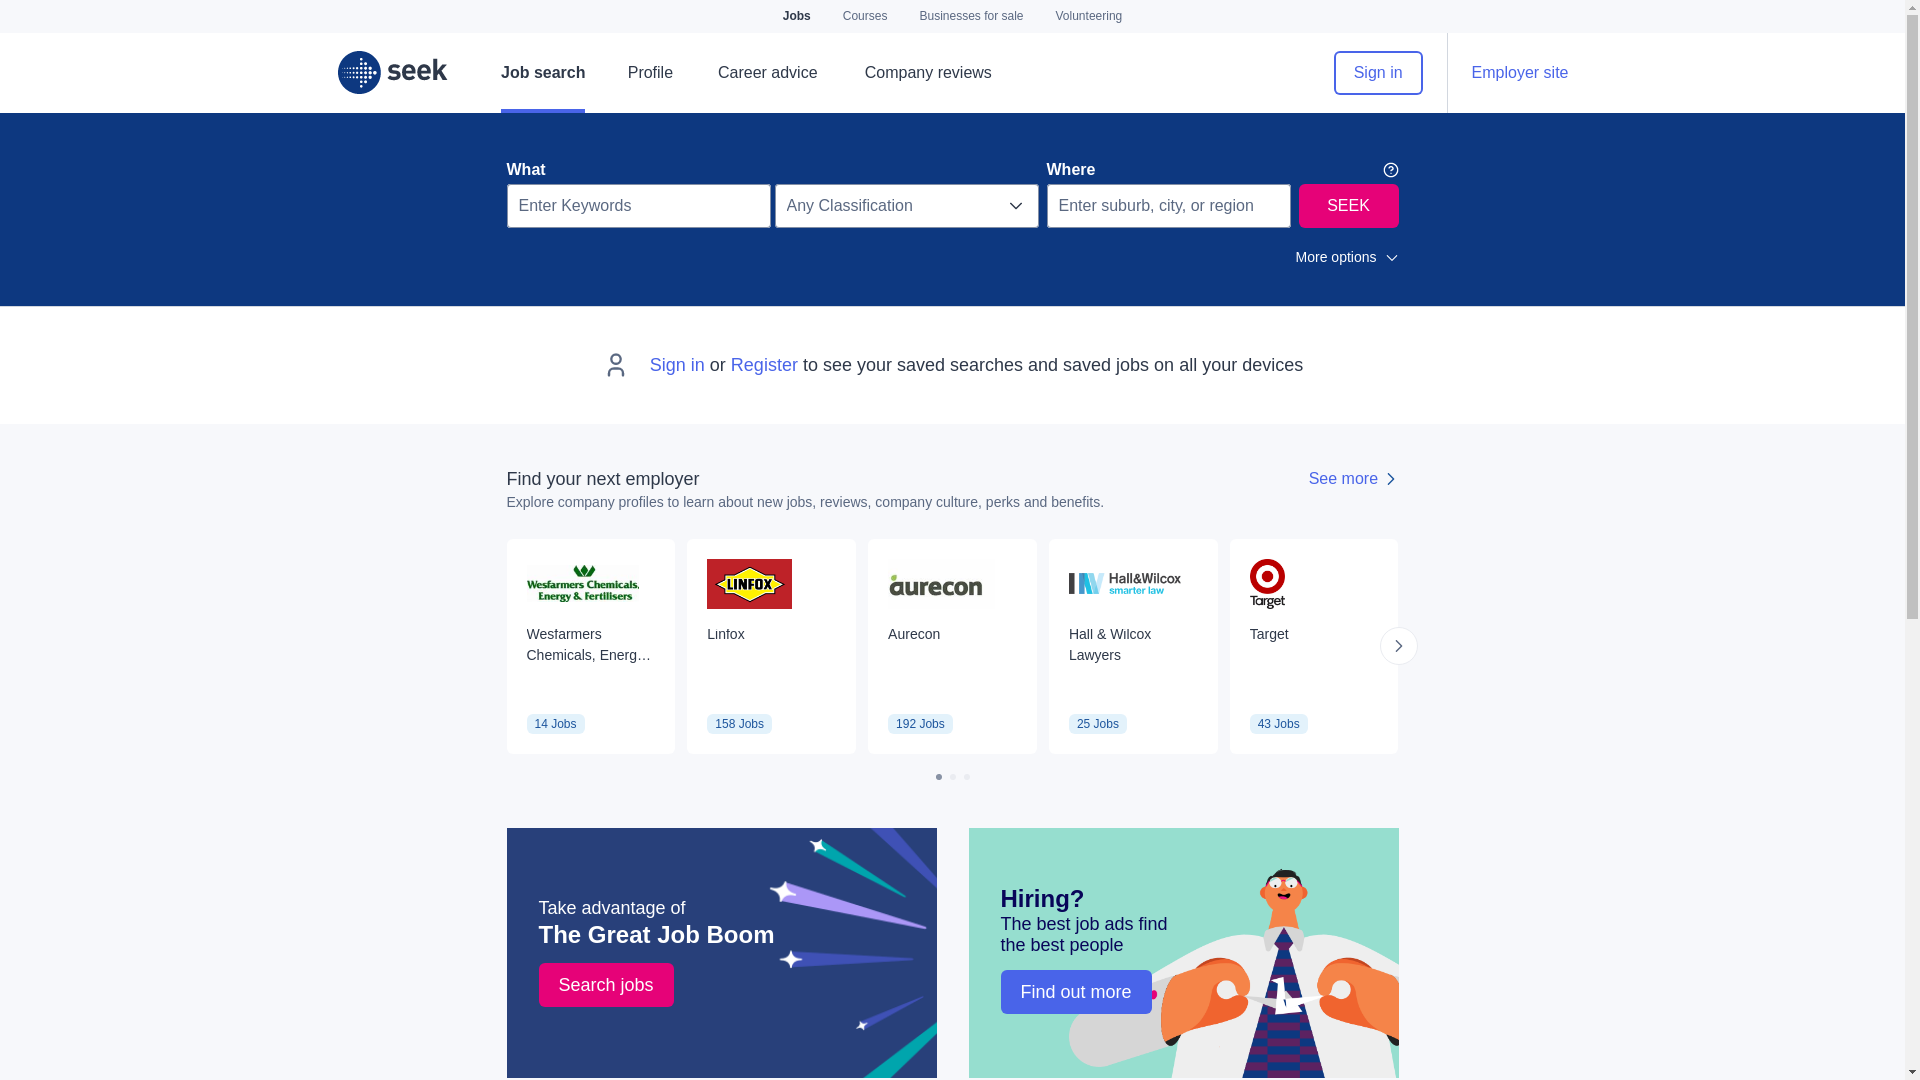 Jobs Courses Businesses for sale Volunteering
seek Job search Profile Career advice Company reviews Sign in Employer site
What Where
Enter Keywords Any Classification Enter suburb, city, or region SEEK
More options
Sign in or Register to see your saved searches and saved jobs on all your devices
Find your next employer See more
Explore company profiles to learn about new jobs, reviews, company culture, perks and benefits.
Wesfarmers Chemicals,
Energy & Fertilisers
Wesfarmers
Chemicals, Energ…
14 Jobs
LINFOX
Linfox
158 Jobs
aurecon
Aurecon
192 Jobs
Hall&Wilcox
smarter law
Hall & Wilcox
Lawyers
25 Jobs
Target
Target
43 Jobs
Take advantage of
The Great Job Boom
Search jobs
Hiring?
The best job ads find
the best people
Find out more